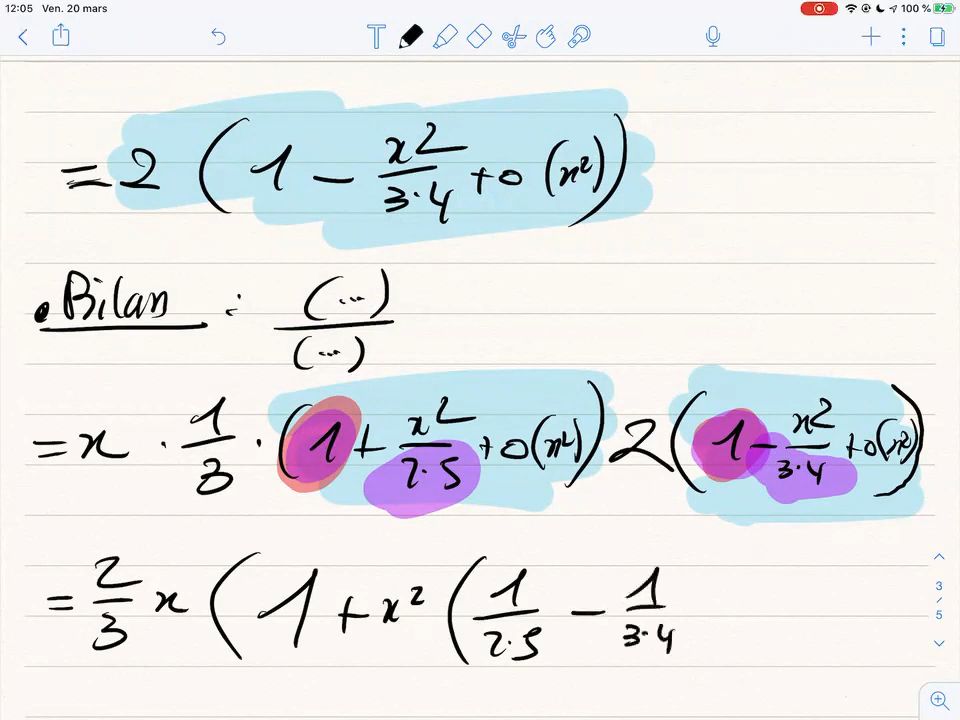 12:05 Ven. 20 mars 100 %
= 2 ( 1 - x²/3·4 + o (x²) )
• Bilan : (...)/(...)
= x · 1/3 · ( 1 + x²/2·5 + o(x²) ) 2 ( 1 - x²/3·4 + o(x²) )
= 2/3 x ( 1 + x² ( 1/2·5 - 1/3·4
3
/
5